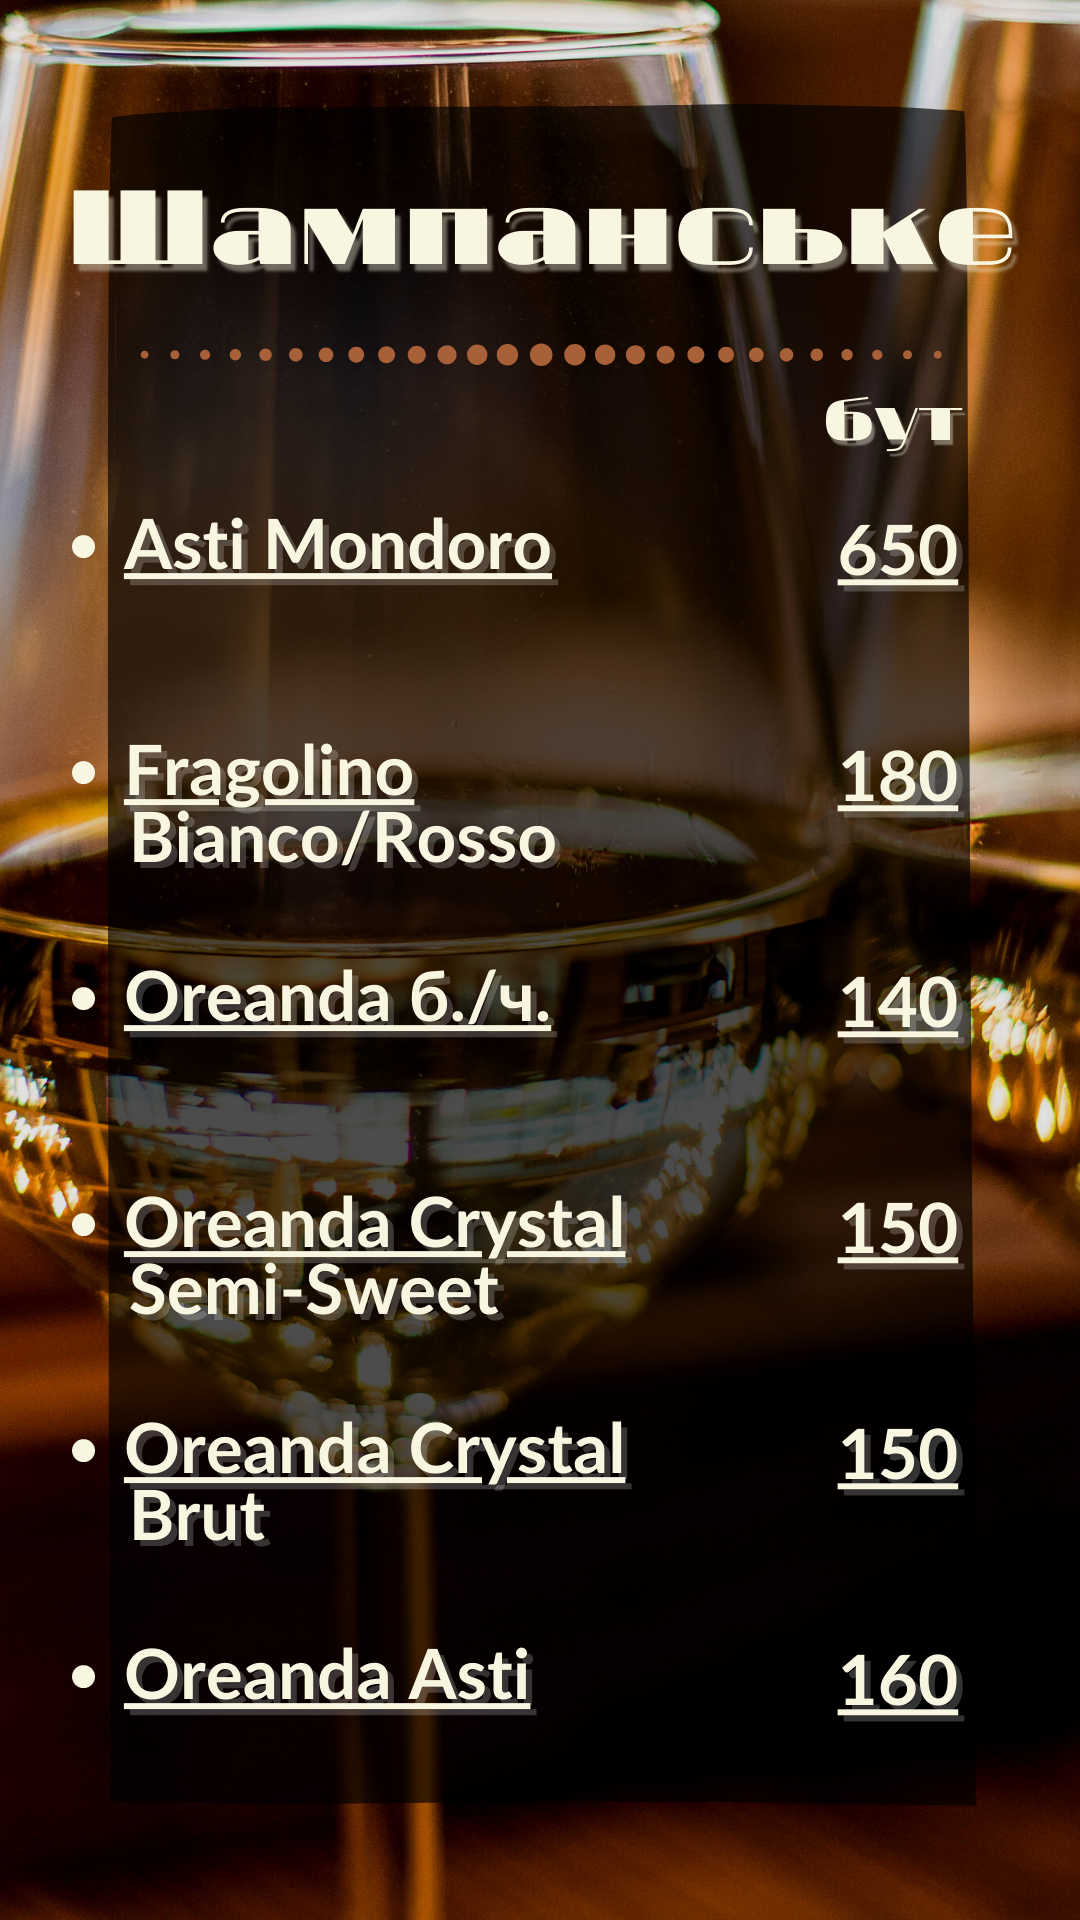 Шампанське
бут
• Asti Mondoro 650
• Fragolino 180
Bianco/Rosso
• Oreanda б./ч. 140
• Oreanda Crystal 150
Semi-Sweet
• Oreanda Crystal 150
Brut
• Oreanda Asti 160